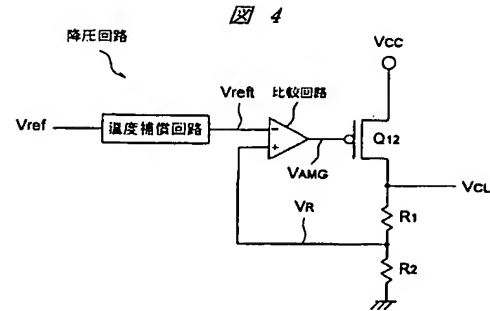 図 4
降圧回路
Vcc
Vreft
比較回路
Vref
温度補償回路
-
+
Q12
VAMG
VCL
R1
VR
R2